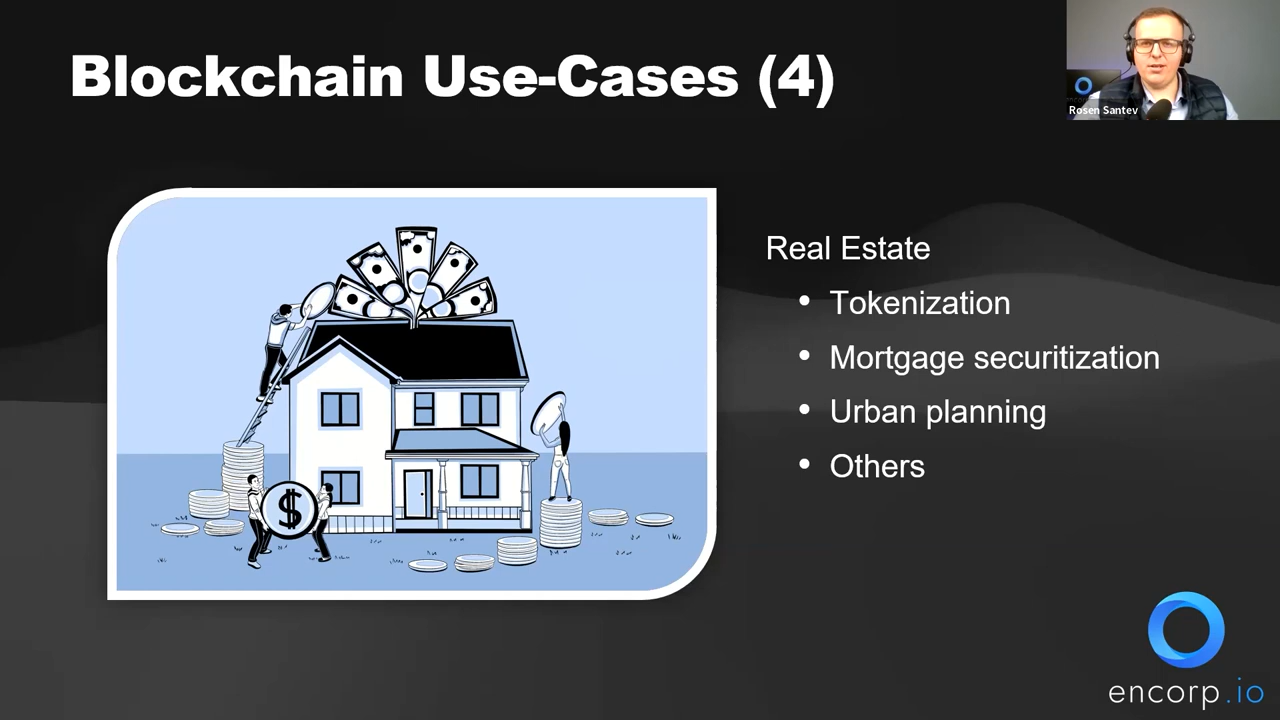 Blockchain Use-Cases (4)
Rosen Santev
Real Estate
• Tokenization
• Mortgage securitization
• Urban planning
• Others
$
encorp.io